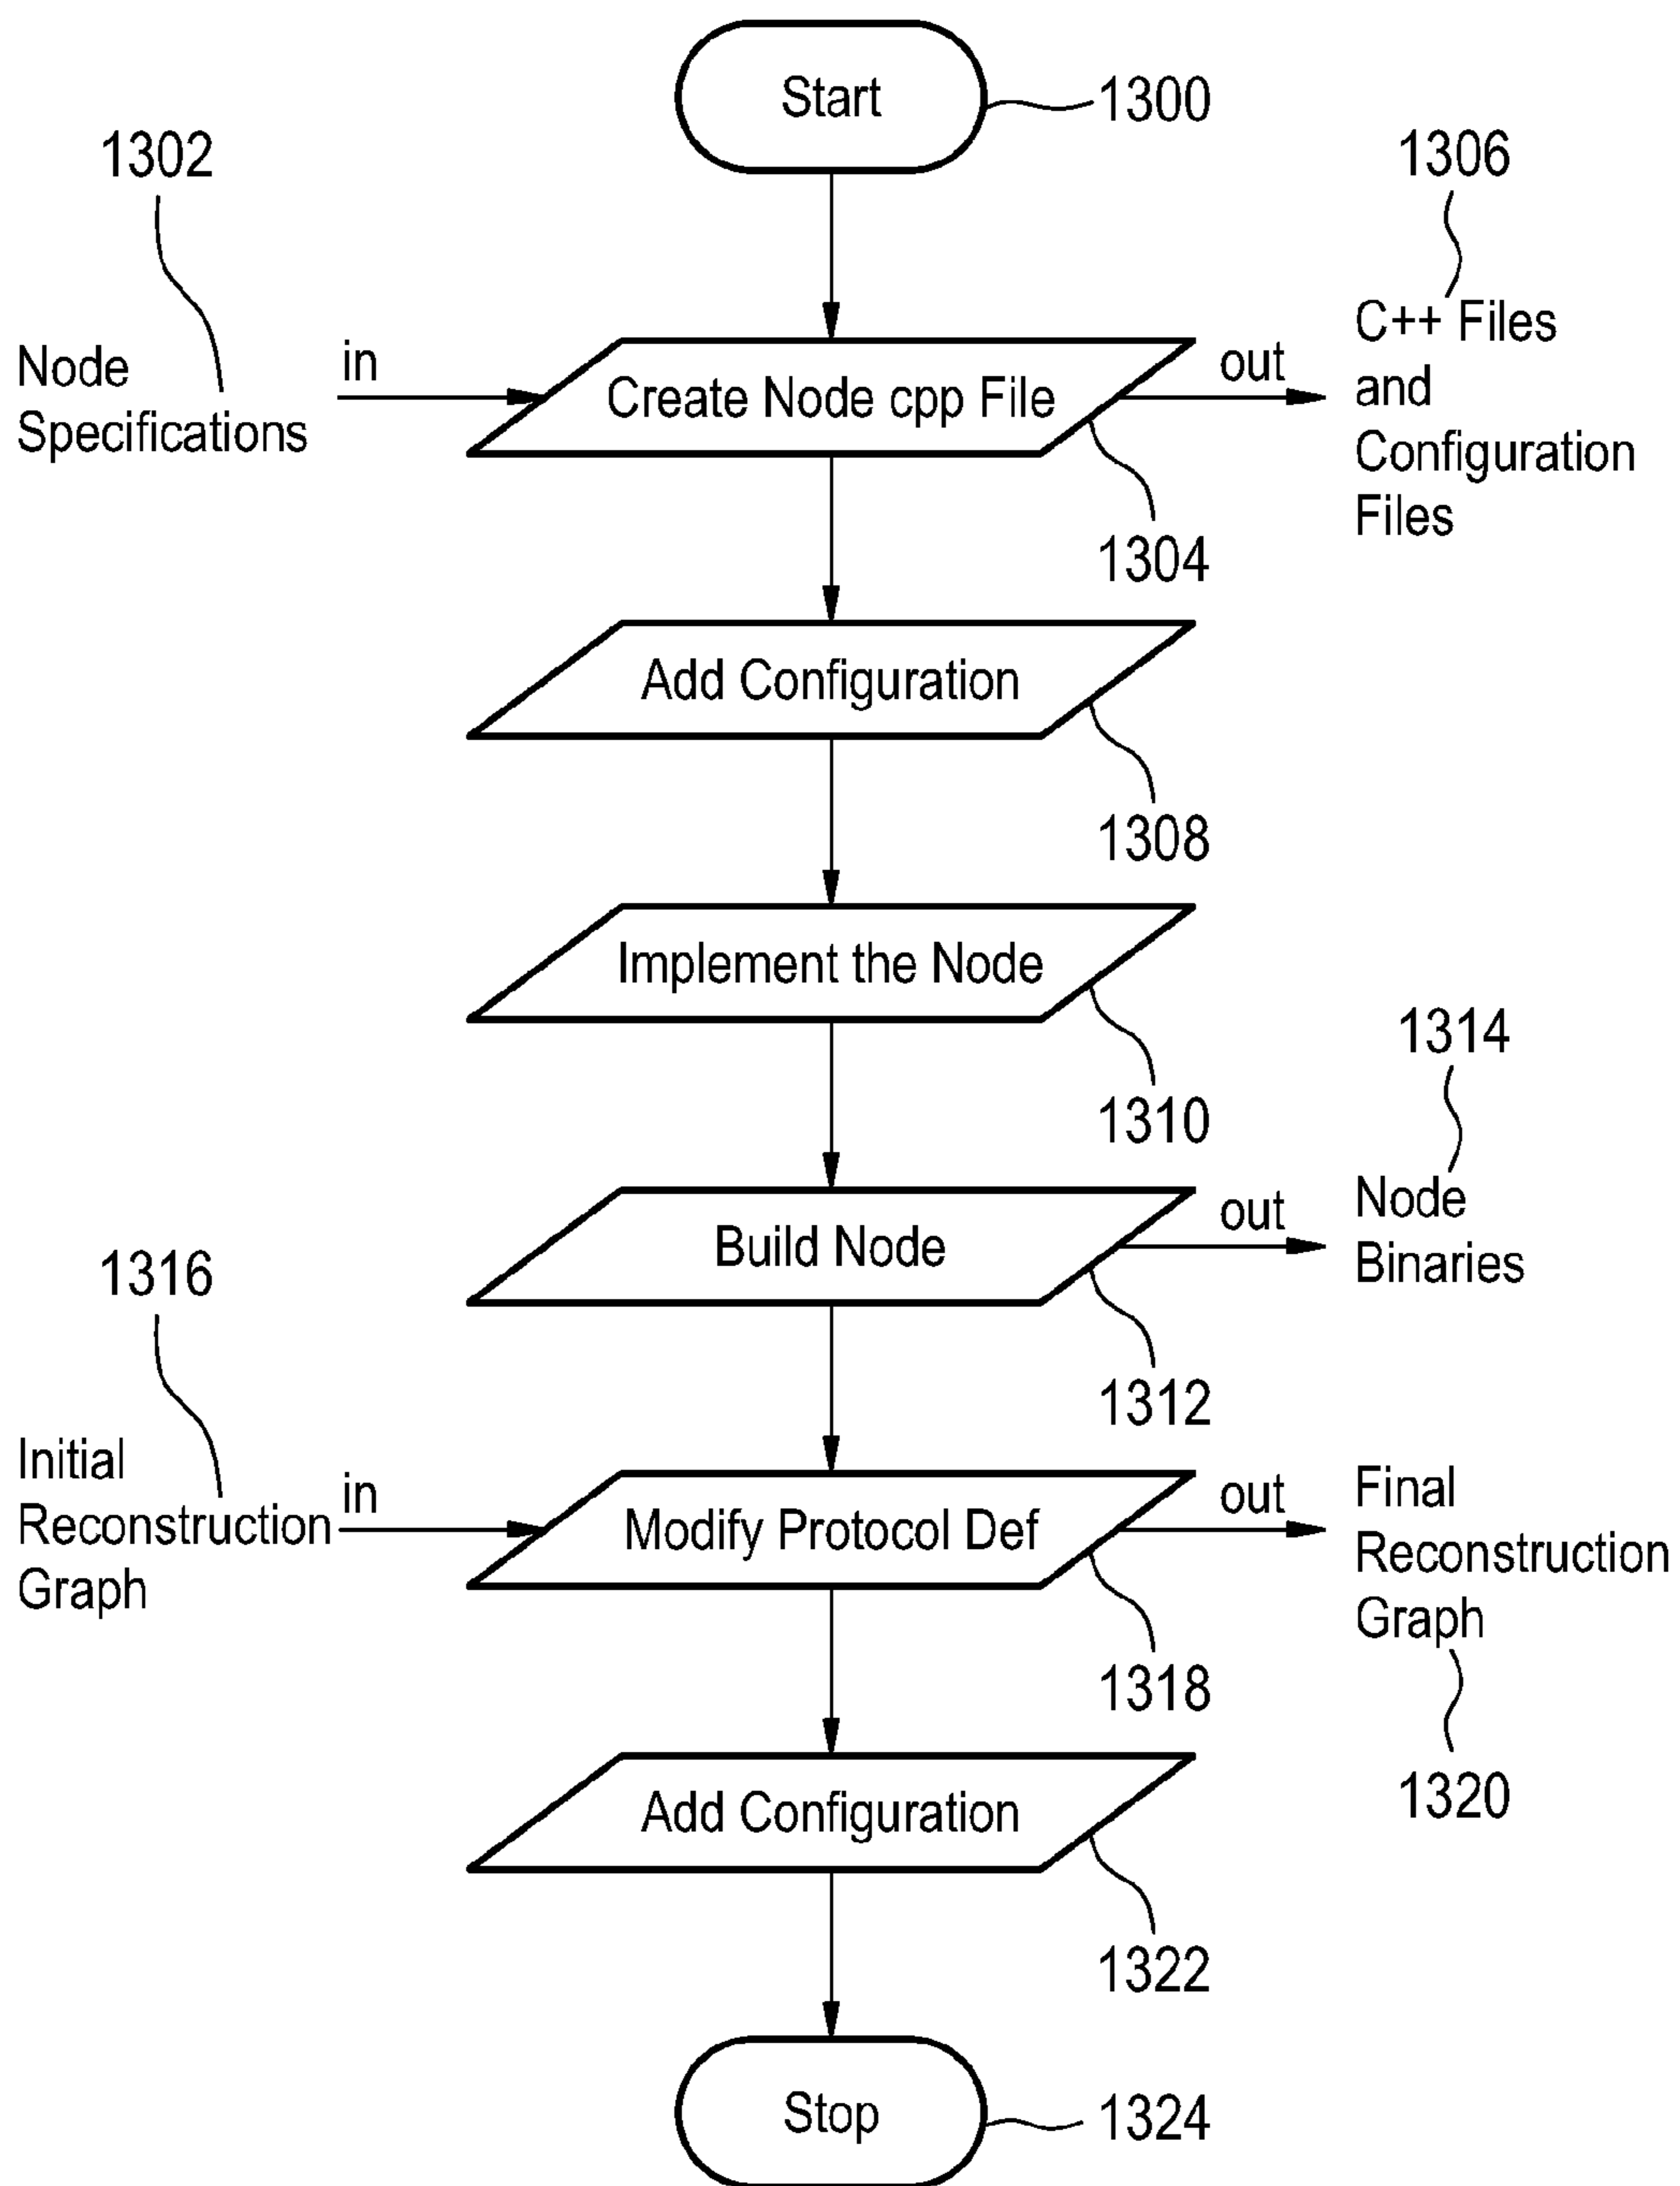 Start
1300
1302
1306
Node
Specifications
in
Create Node cpp File
out
C++ Files
and
Configuration
Files
1304
Add Configuration
1308
Implement the Node
1310
1314
Build Node
out
Node
Binaries
1312
1316
Initial
Reconstruction
Graph
in
Modify Protocol Def
out
Final
Reconstruction
Graph
1318
1320
Add Configuration
1322
Stop
1324